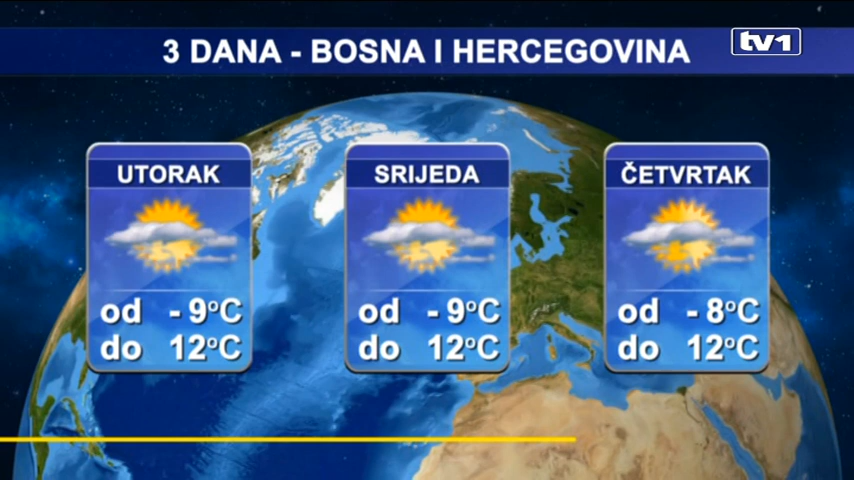 3 DANA - BOSNA I HERCEGOVINA
tv1
UTORAK
od - 9°C
do 12°C
SRIJEDA
od - 9°C
do 12°C
ČETVRTAK
od - 8°C
do 12°C